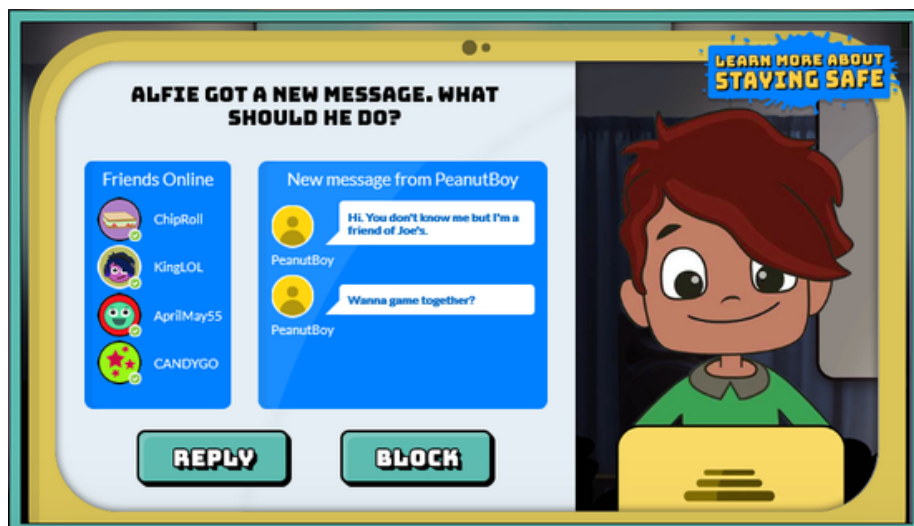 LEARN MORE ABOUT
STAYING SAFE
ALFIE GOT A NEW MESSAGE. WHAT
SHOULD HE DO?
Friends Online
ChipRoll
KingLOL
AprilMay55
CANDYGO
New message from PeanutBoy
Hi. You don't know me but I'm a
friend of Joe's.
PeanutBoy
Wanna game together?
PeanutBoy
REPLY
BLOCK